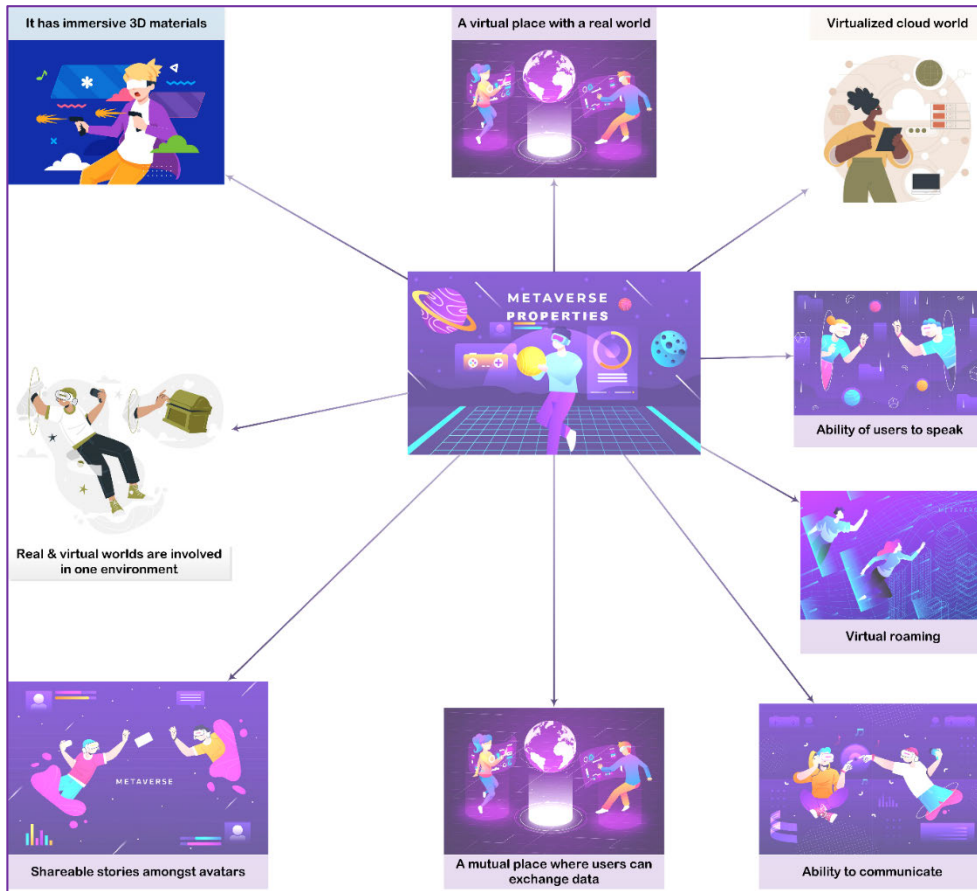 It has immersive 3D materials
A virtual place with a real world
Virtualized cloud world
METAVERSE
PROPERTIES
Ability of users to speak
Real & virtual worlds are involved
in one environment
METAVERSE
Virtual roaming
METAVERSE
Shareable stories amongst avatars
A mutual place where users can
exchange data
Ability to communicate